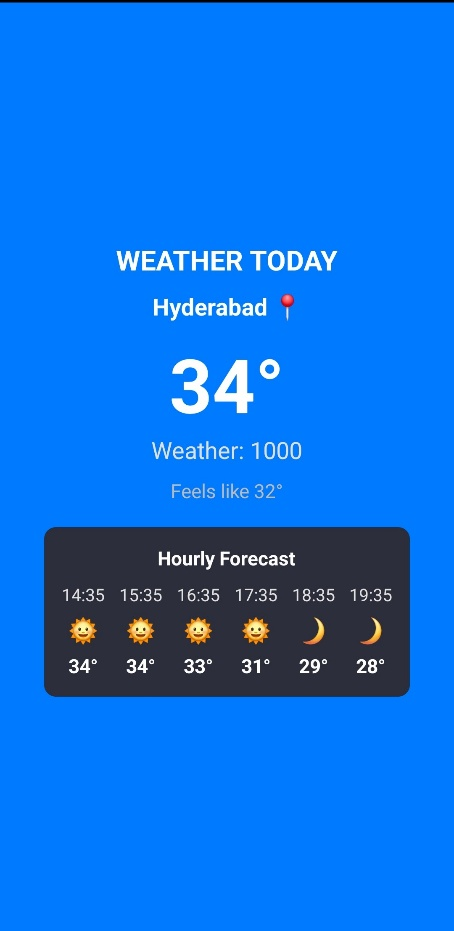 WEATHER TODAY
Hyderabad 📍
34°
Weather: 1000
Feels like 32°
Hourly Forecast
14:35 15:35 16:35 17:35 18:35 19:35
34° 34° 33° 31° 29° 28°